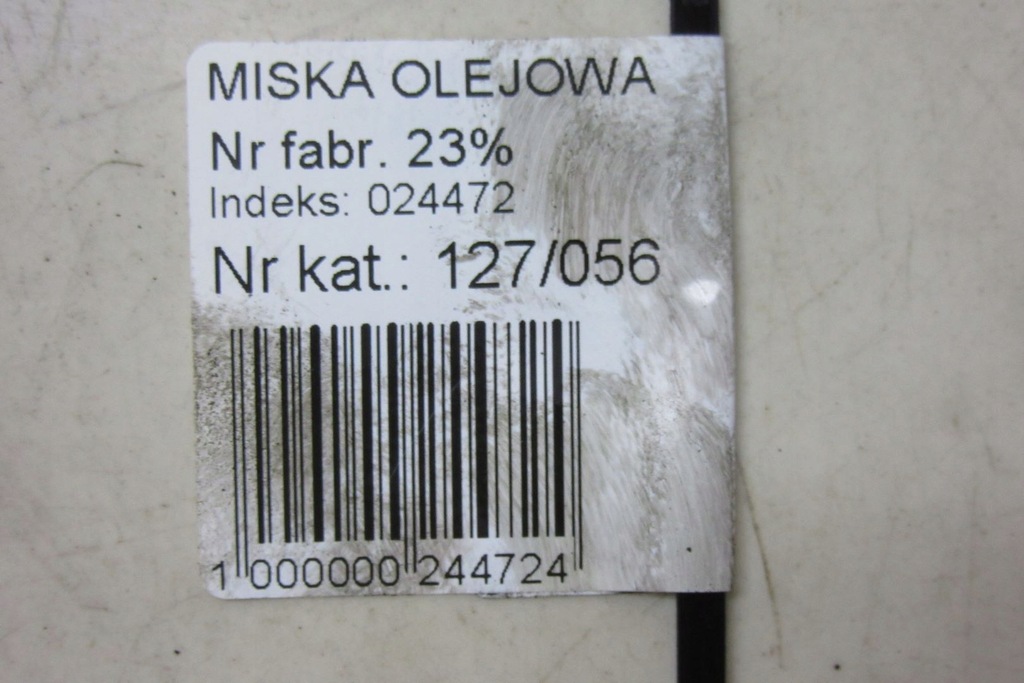 MISKA OLEJOWA
Nr fabr. 23%
Indeks: 024472
Nr kat.: 127/056
1 000000 244724